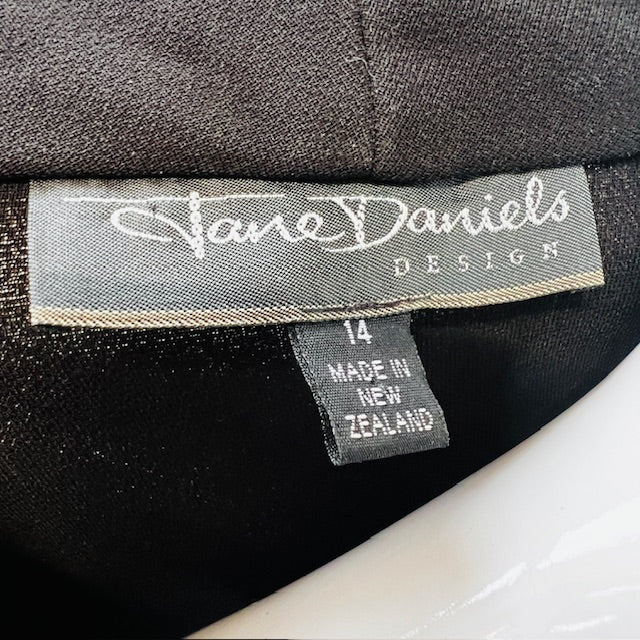 Jane Daniels
DESIGN
14
MADE IN
NEW
ZEALAND